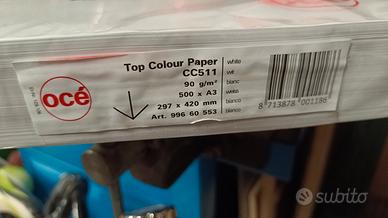 océ
Top Colour Paper
CC511
90 g/m²
500 x A3
297 x 420 mm
Art. 996 60 553
white
wit
blanc
weiss
bianco
blanco
8 713878 001186
subito